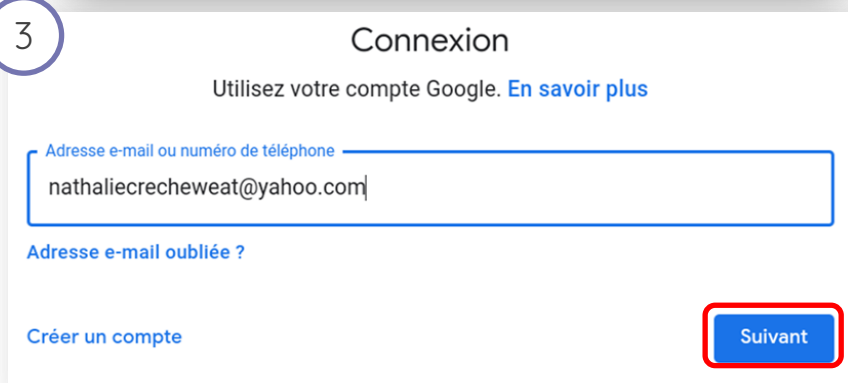 3
Connexion
Utilisez votre compte Google. En savoir plus
Adresse e-mail ou numéro de téléphone
nathaliecrecheweat@yahoo.com
Adresse e-mail oubliée ?
Créer un compte
Suivant